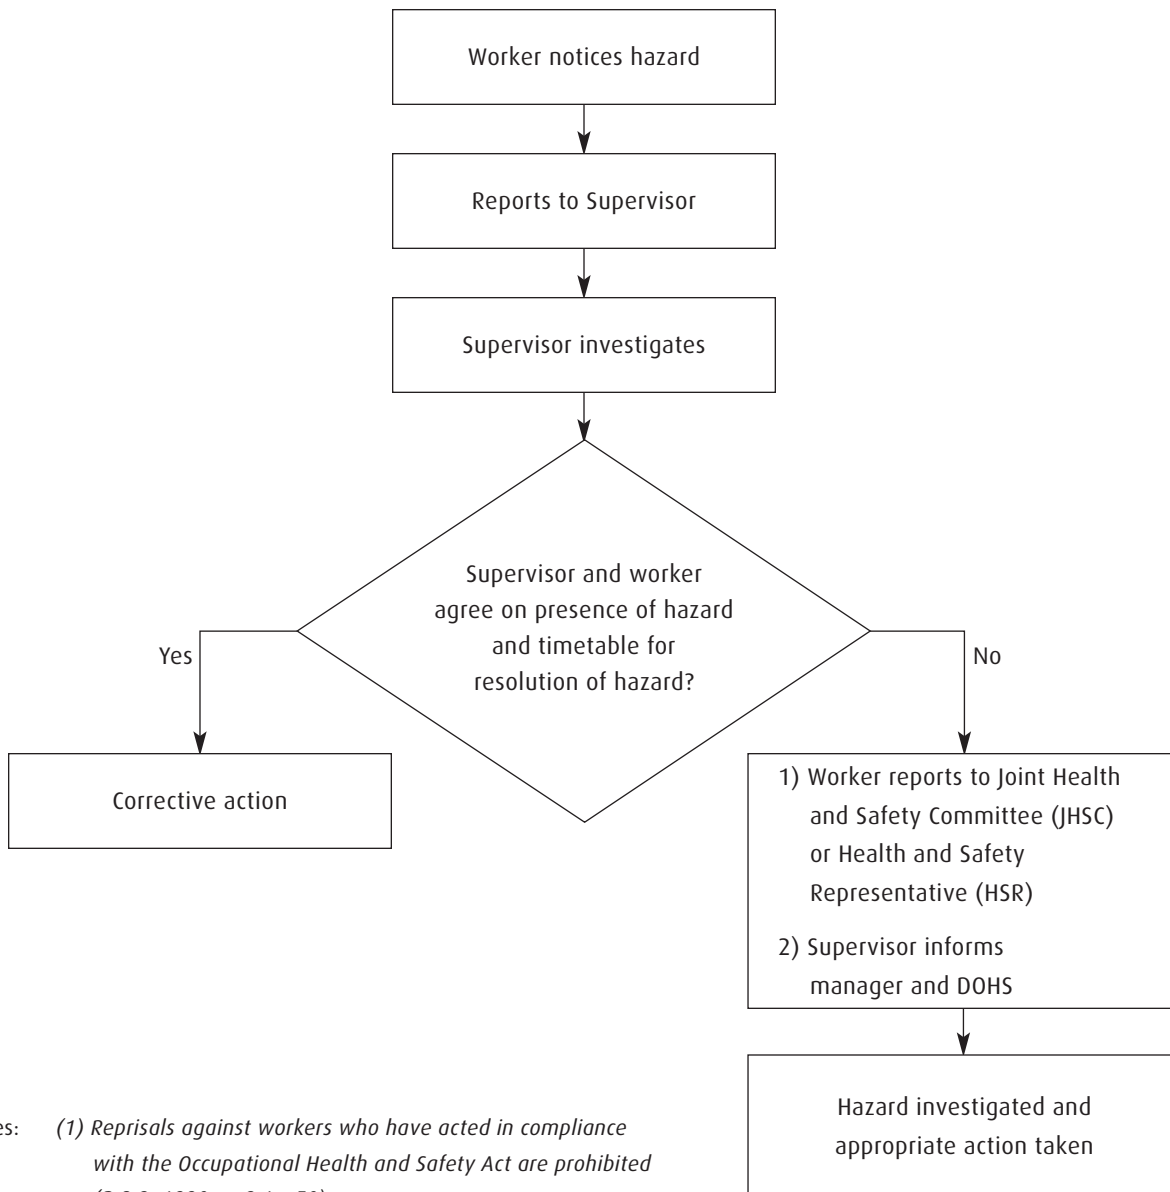 Worker notices hazard
Reports to Supervisor
Supervisor investigates
Supervisor and worker
agree on presence of hazard
and timetable for
resolution of hazard?
Yes
No
Corrective action
1) Worker reports to Joint Health
and Safety Committee (JHSC)
or Health and Safety
Representative (HSR)
2) Supervisor informs
manager and DOHS
Hazard investigated and
appropriate action taken
es: (1) Reprisals against workers who have acted in compliance
with the Occupational Health and Safety Act are prohibited